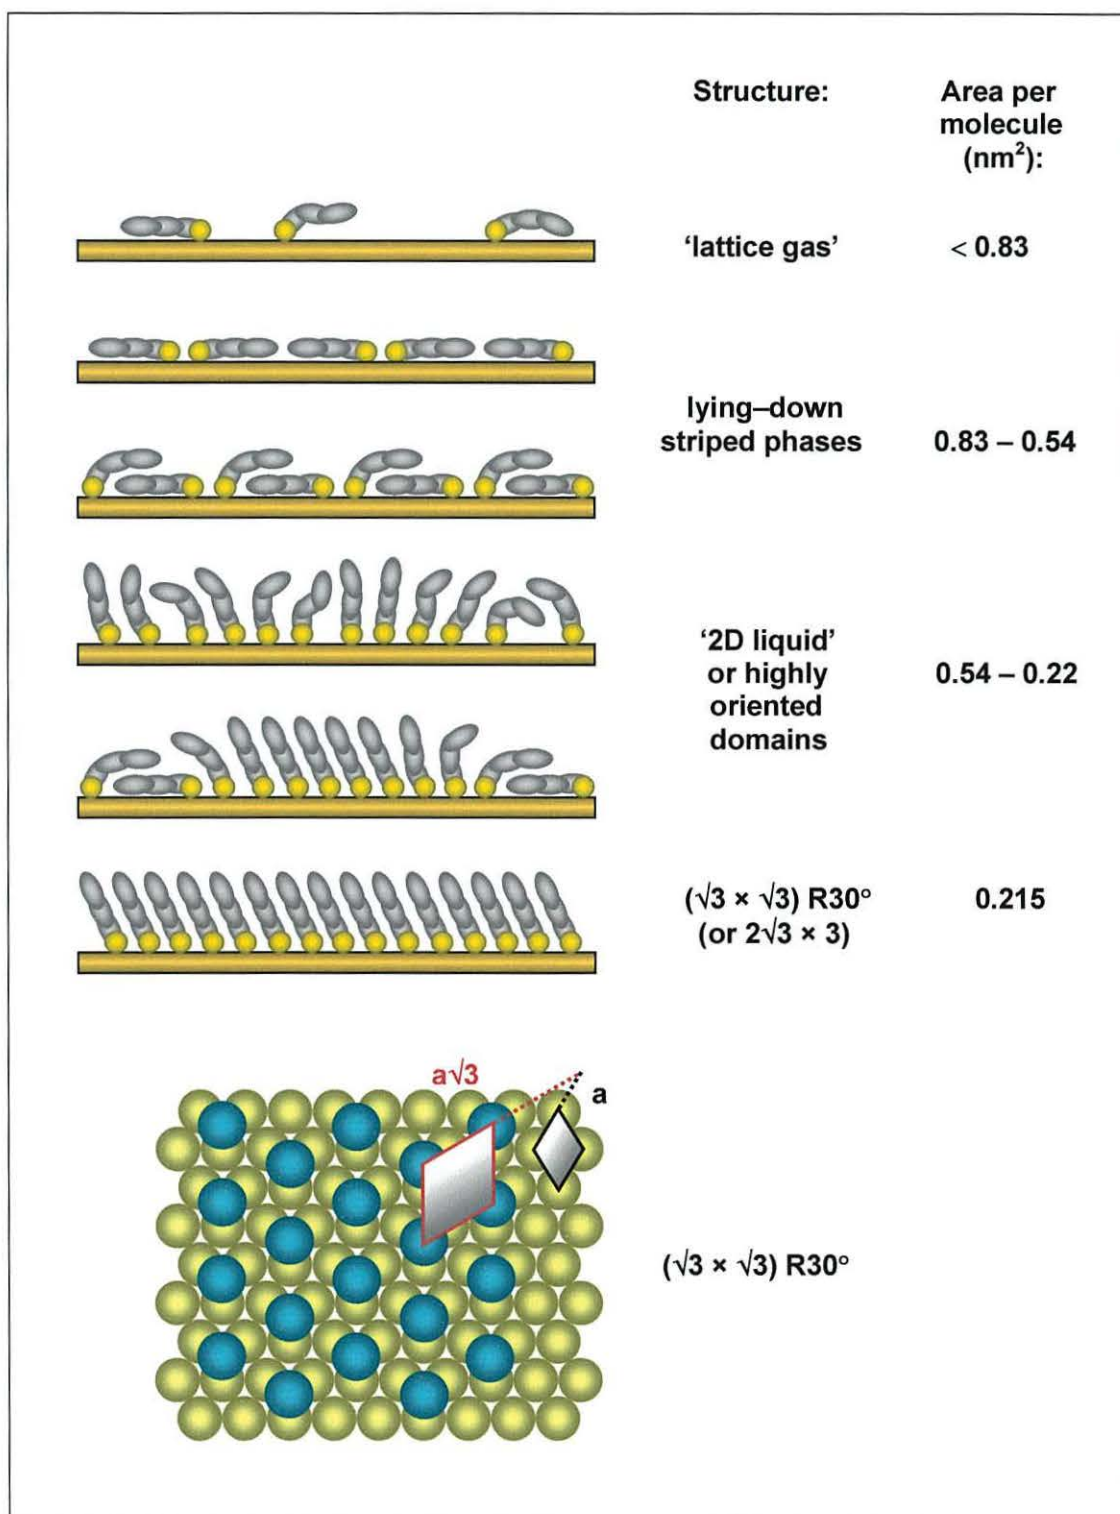 Structure:
Area per
molecule
(nm²):
‘lattice gas’
< 0.83
lying–down
striped phases
0.83 – 0.54
‘2D liquid’
or highly
oriented
domains
0.54 – 0.22
(√3 × √3) R30°
(or 2√3 × 3)
0.215
a√3
a
(√3 × √3) R30°